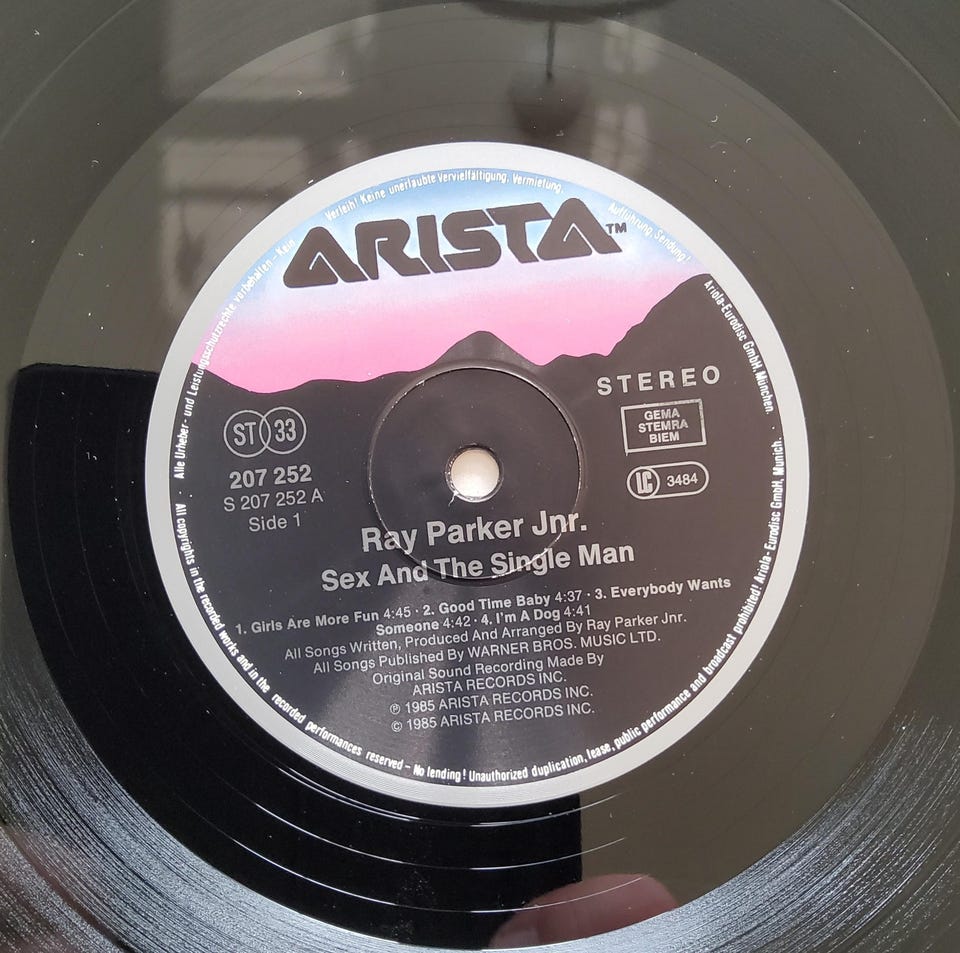 Alle Urheber- und Leistungsschutzrechte vorbehalten - Kein Verleih! Keine unerlaubte Vervielfältigung, Vermietung, Aufführung, Sendung!
ARISTA™
STEREO
ST 33
GEMA
STEMRA
BIEM
LC 3484
207 252
S 207 252 A
Side 1
Ray Parker Jnr.
Sex And The Single Man
1. Girls Are More Fun 4:45 · 2. Good Time Baby 4:37 · 3. Everybody Wants
Someone 4:42 · 4. I'm A Dog 4:41
All Songs Written, Produced And Arranged By Ray Parker Jnr.
All Songs Published By WARNER BROS. MUSIC LTD.
Original Sound Recording Made By
ARISTA RECORDS INC.
℗ 1985 ARISTA RECORDS INC.
© 1985 ARISTA RECORDS INC.
Ariola-Eurodisc GmbH, München.
All copyrights in the recorded works and in the recorded performances reserved - No lending! Unauthorized duplication, lease, public performance and broadcast prohibited! Ariola-Eurodisc GmbH, Munich.